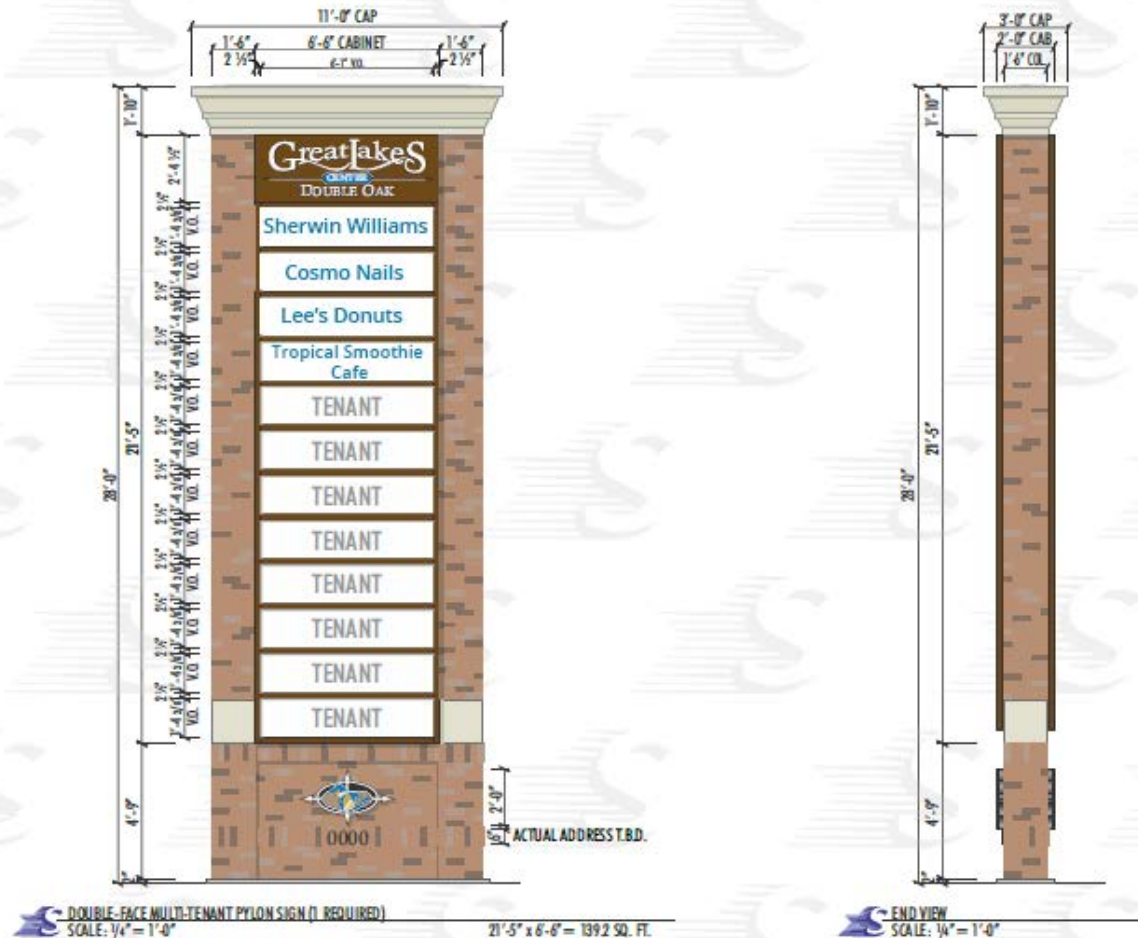 11'-0" CAP
1'-6" 6'-6" CABINET 1'-6"
2 ½" 6'-1" V.O. 2 ½"
1'-10"
2'-4 ½"
21'-5"
28'-0"
4'-9"
GreatLakes
CENTER
DOUBLE OAK
Sherwin Williams
Cosmo Nails
Lee's Donuts
Tropical Smoothie
Cafe
TENANT
TENANT
TENANT
TENANT
TENANT
TENANT
TENANT
TENANT
0000
2'-0"
ACTUAL ADDRESS T.B.D.
DOUBLE-FACE MULTI-TENANT PYLON SIGN (1 REQUIRED)
SCALE: 1/4" = 1'-0"
21'-5" x 6'-6" = 139.2 SQ. FT.
3'-0" CAP
2'-0" CAB.
1'-6" COL.
1'-10"
21'-5"
28'-0"
4'-9"
END VIEW
SCALE: 1/4" = 1'-0"